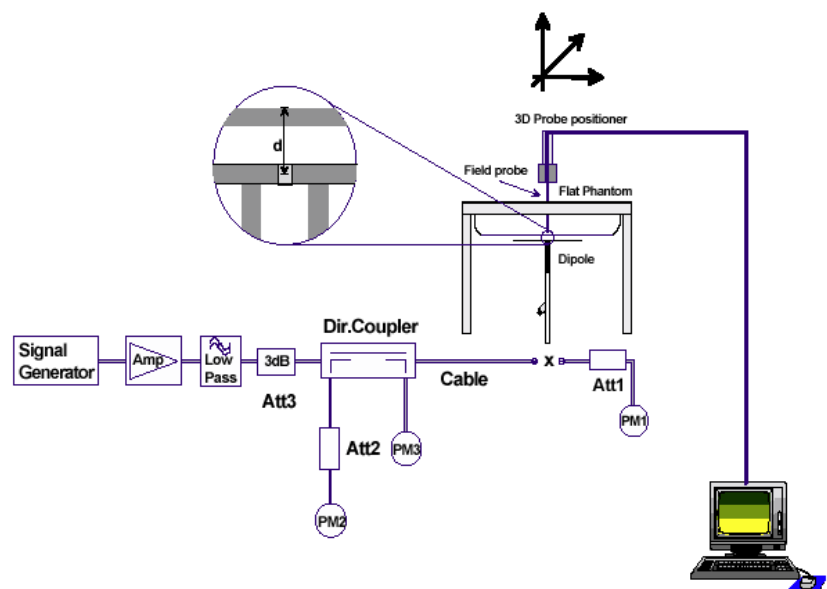 3D Probe positioner
d
Field probe
Flat Phantom
Dipole
Dir.Coupler
Signal
Generator
Amp
Low
Pass
3dB
Att3
Cable
x
Att1
PM1
Att2
PM3
PM2